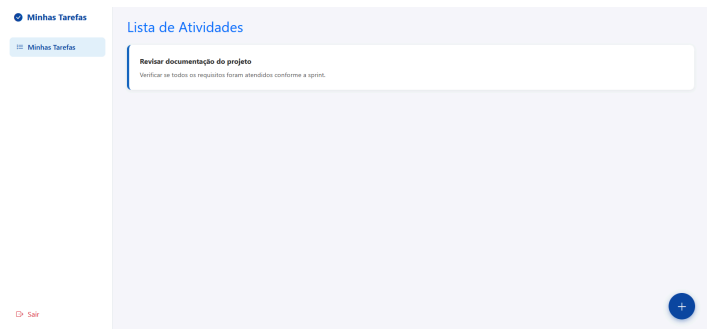 Minhas Tarefas
Minhas Tarefas
Lista de Atividades
Revisar documentação do projeto
Verificar se todos os requisitos foram atendidos conforme a sprint.
Sair
+